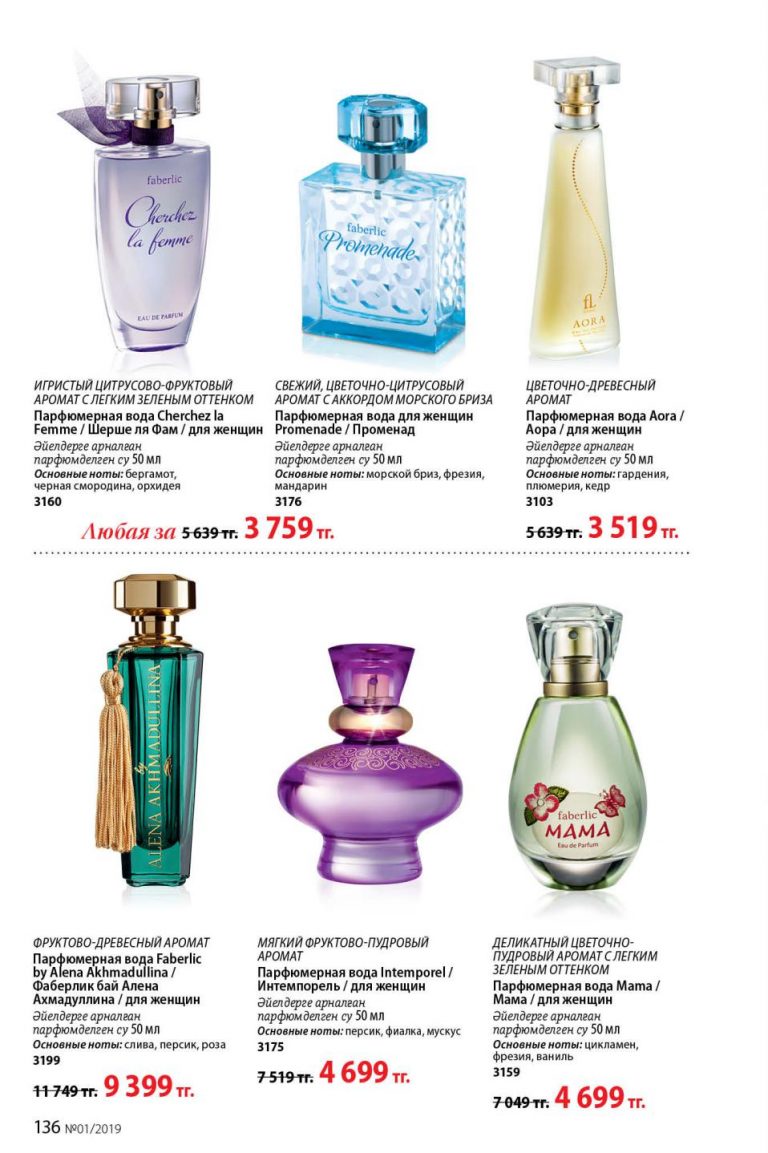 faberlic
Cherchez
la femme
EAU DE PARFUM
faberlic
Promenade
fL
AORA
ИГРИСТЫЙ ЦИТРУСОВО-ФРУКТОВЫЙ
АРОМАТ С ЛЕГКИМ ЗЕЛЕНЫМ ОТТЕНКОМ
Парфюмерная вода Cherchez la
Femme / Шерше ля Фам / для женщин
Әйелдерге арналған
парфюмделген су 50 мл
Основные ноты: бергамот,
черная смородина, орхидея
3160
СВЕЖИЙ, ЦВЕТОЧНО-ЦИТРУСОВЫЙ
АРОМАТ С АККОРДОМ МОРСКОГО БРИЗА
Парфюмерная вода для женщин
Promenade / Променад
Әйелдерге арналған
парфюмделген су 50 мл
Основные ноты: морской бриз, фрезия,
мандарин
3176
Любая за 5 639 тг. 3 759 тг.
ЦВЕТОЧНО-ДРЕВЕСНЫЙ
АРОМАТ
Парфюмерная вода Aora /
Аора / для женщин
Әйелдерге арналған
парфюмделген су 50 мл
Основные ноты: гардения,
плюмерия, кедр
3103
5 639 тг. 3 519 тг.
by
ALENA AKHMADULLINA
faberlic
МАМА
Eau de Parfum
ФРУКТОВО-ДРЕВЕСНЫЙ АРОМАТ
Парфюмерная вода Faberlic
by Alena Akhmadullina /
Фаберлик бай Алена
Ахмадуллина / для женщин
Әйелдерге арналған
парфюмделген су 50 мл
Основные ноты: слива, персик, роза
3199
11 749 тг. 9 399 тг.
МЯГКИЙ ФРУКТОВО-ПУДРОВЫЙ
АРОМАТ
Парфюмерная вода Intemporel /
Интемпорель / для женщин
Әйелдерге арналған
парфюмделген су 50 мл
Основные ноты: персик, фиалка, мускус
3175
7 519 тг. 4 699 тг.
ДЕЛИКАТНЫЙ ЦВЕТОЧНО-
ПУДРОВЫЙ АРОМАТ С ЛЕГКИМ
ЗЕЛЕНЫМ ОТТЕНКОМ
Парфюмерная вода Mama /
Мама / для женщин
Әйелдерге арналған
парфюмделген су 50 мл
Основные ноты: цикламен,
фрезия, ваниль
3159
7 049 тг. 4 699 тг.
136 №01/2019